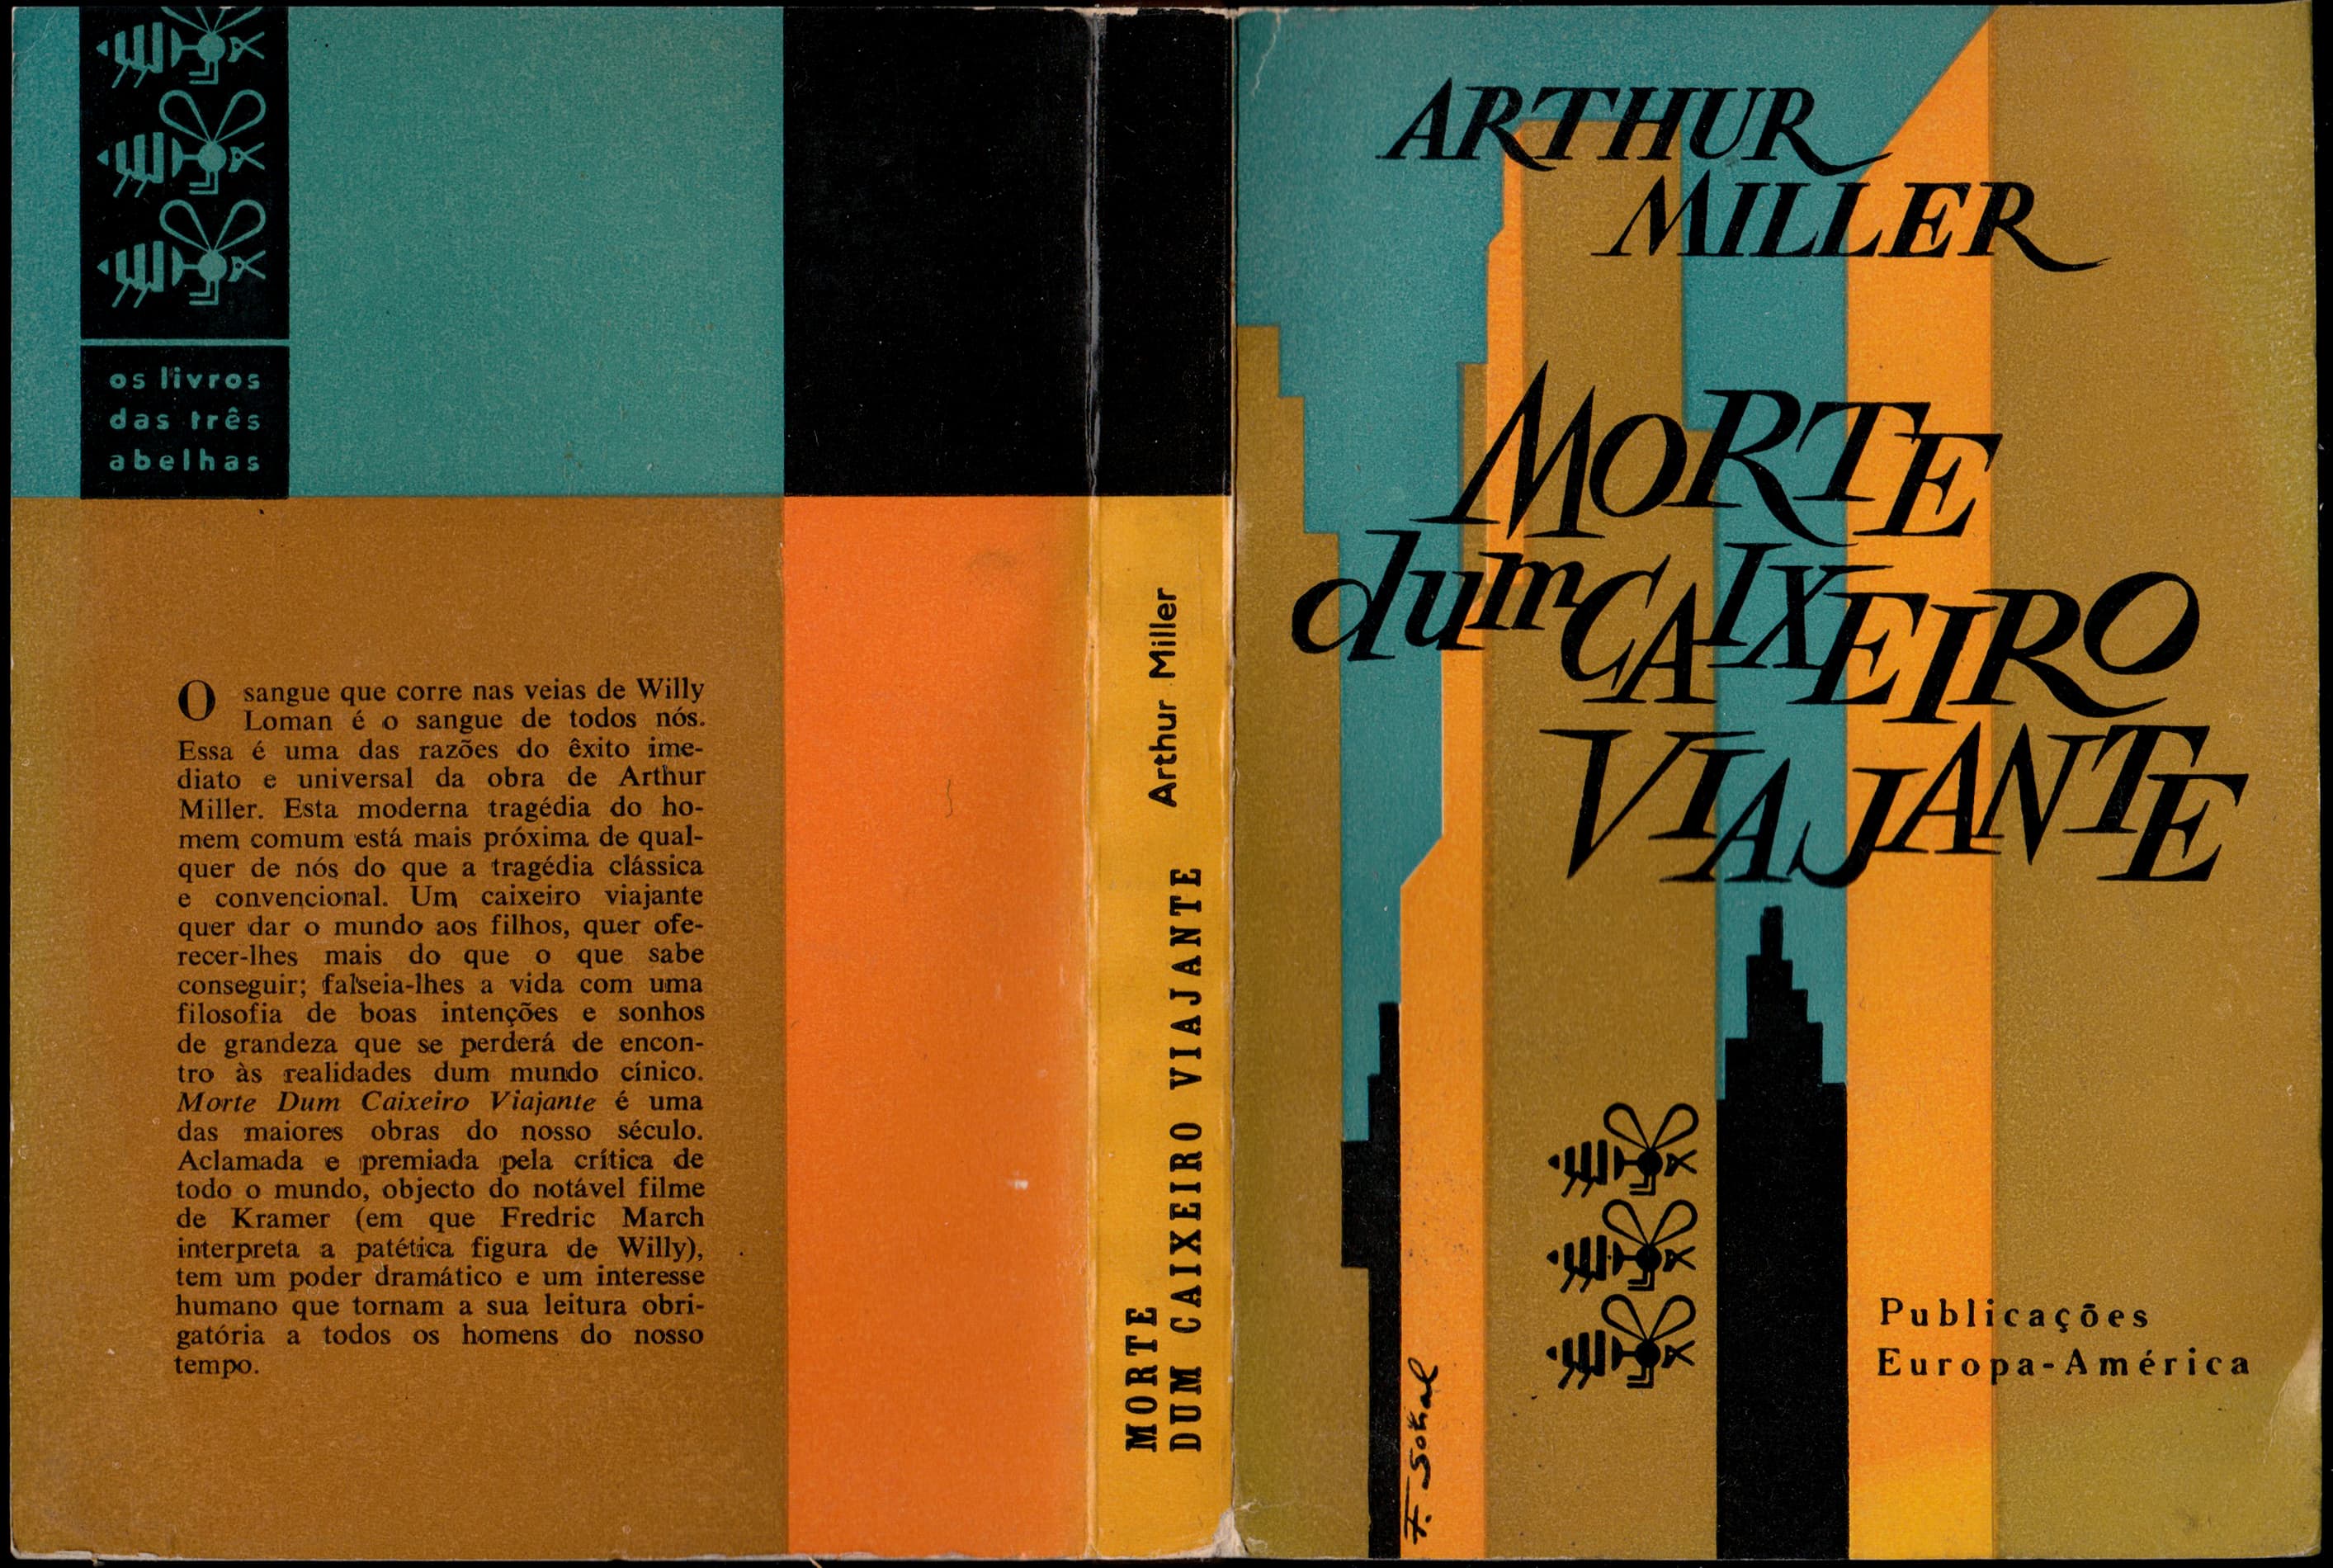 os livros
das três
abelhas
O sangue que corre nas veias de Willy
Loman é o sangue de todos nós.
Essa é uma das razões do êxito ime-
diato e universal da obra de Arthur
Miller. Esta moderna tragédia do ho-
mem comum está mais próxima de qual-
quer de nós do que a tragédia clássica
e convencional. Um caixeiro viajante
quer dar o mundo aos filhos, quer ofe-
recer-lhes mais do que o que sabe
conseguir; falseia-lhes a vida com uma
filosofia de boas intenções e sonhos
de grandeza que se perderá de encon-
tro às realidades dum mundo cínico.
Morte Dum Caixeiro Viajante é uma
das maiores obras do nosso século.
Aclamada e premiada pela crítica de
todo o mundo, objecto do notável filme
de Kramer (em que Fredric March
interpreta a patética figura de Willy),
tem um poder dramático e um interesse
humano que tornam a sua leitura obri-
gatória a todos os homens do nosso
tempo.
MORTE
DUM CAIXEIRO VIAJANTE
Arthur Miller
ARTHUR
MILLER
MORTE
dum CAIXEIRO
VIAJANTE
Publicações
Europa-América